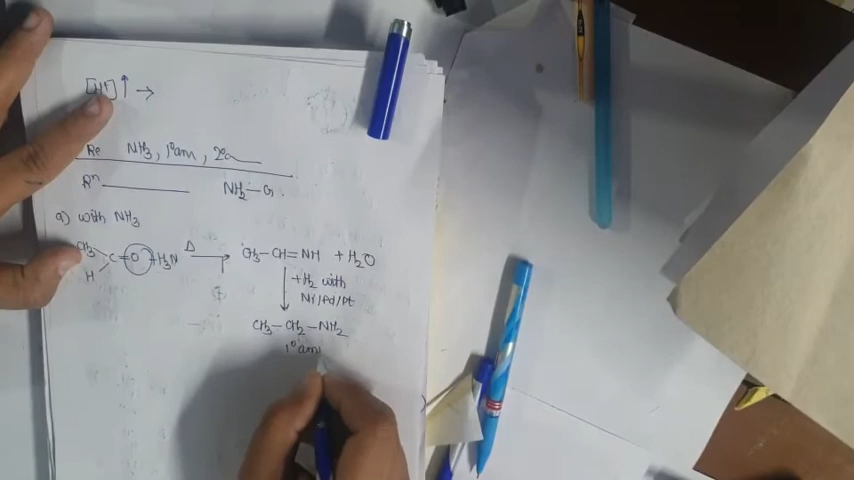 [H⁺]↑ →
Re NH₃, 1°am, 2°a
Rⁿ NH₂—G
a) with NH₃
CH₃ C=O + H₃N Δ → CH₃—CH=NH + H₂O
H
+H₂ with
Ni/Pd/Pt
CH₃—CH₂—NH₂
1°ami